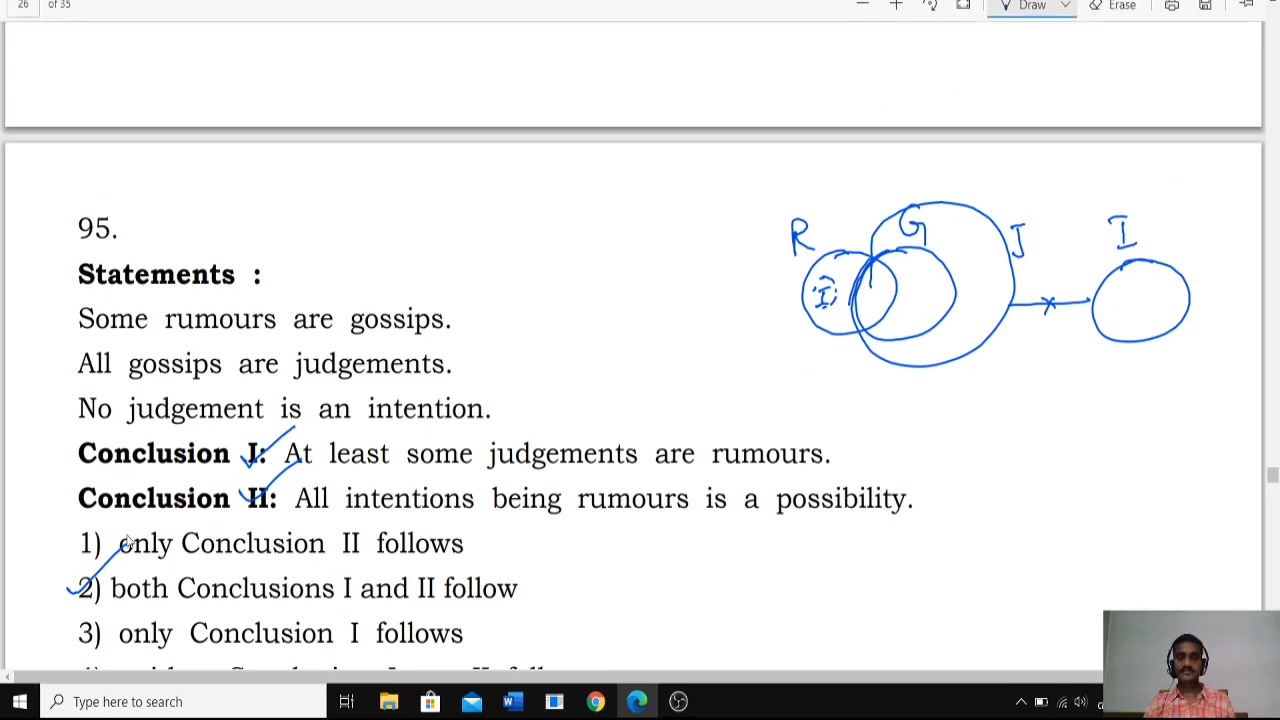 26 of 35
Draw
Erase
95.
Statements :
Some rumours are gossips.
All gossips are judgements.
No judgement is an intention.
Conclusion I: At least some judgements are rumours.
Conclusion II: All intentions being rumours is a possibility.
1) only Conclusion II follows
2) both Conclusions I and II follow
3) only Conclusion I follows
R
G
J
I
I
Type here to search